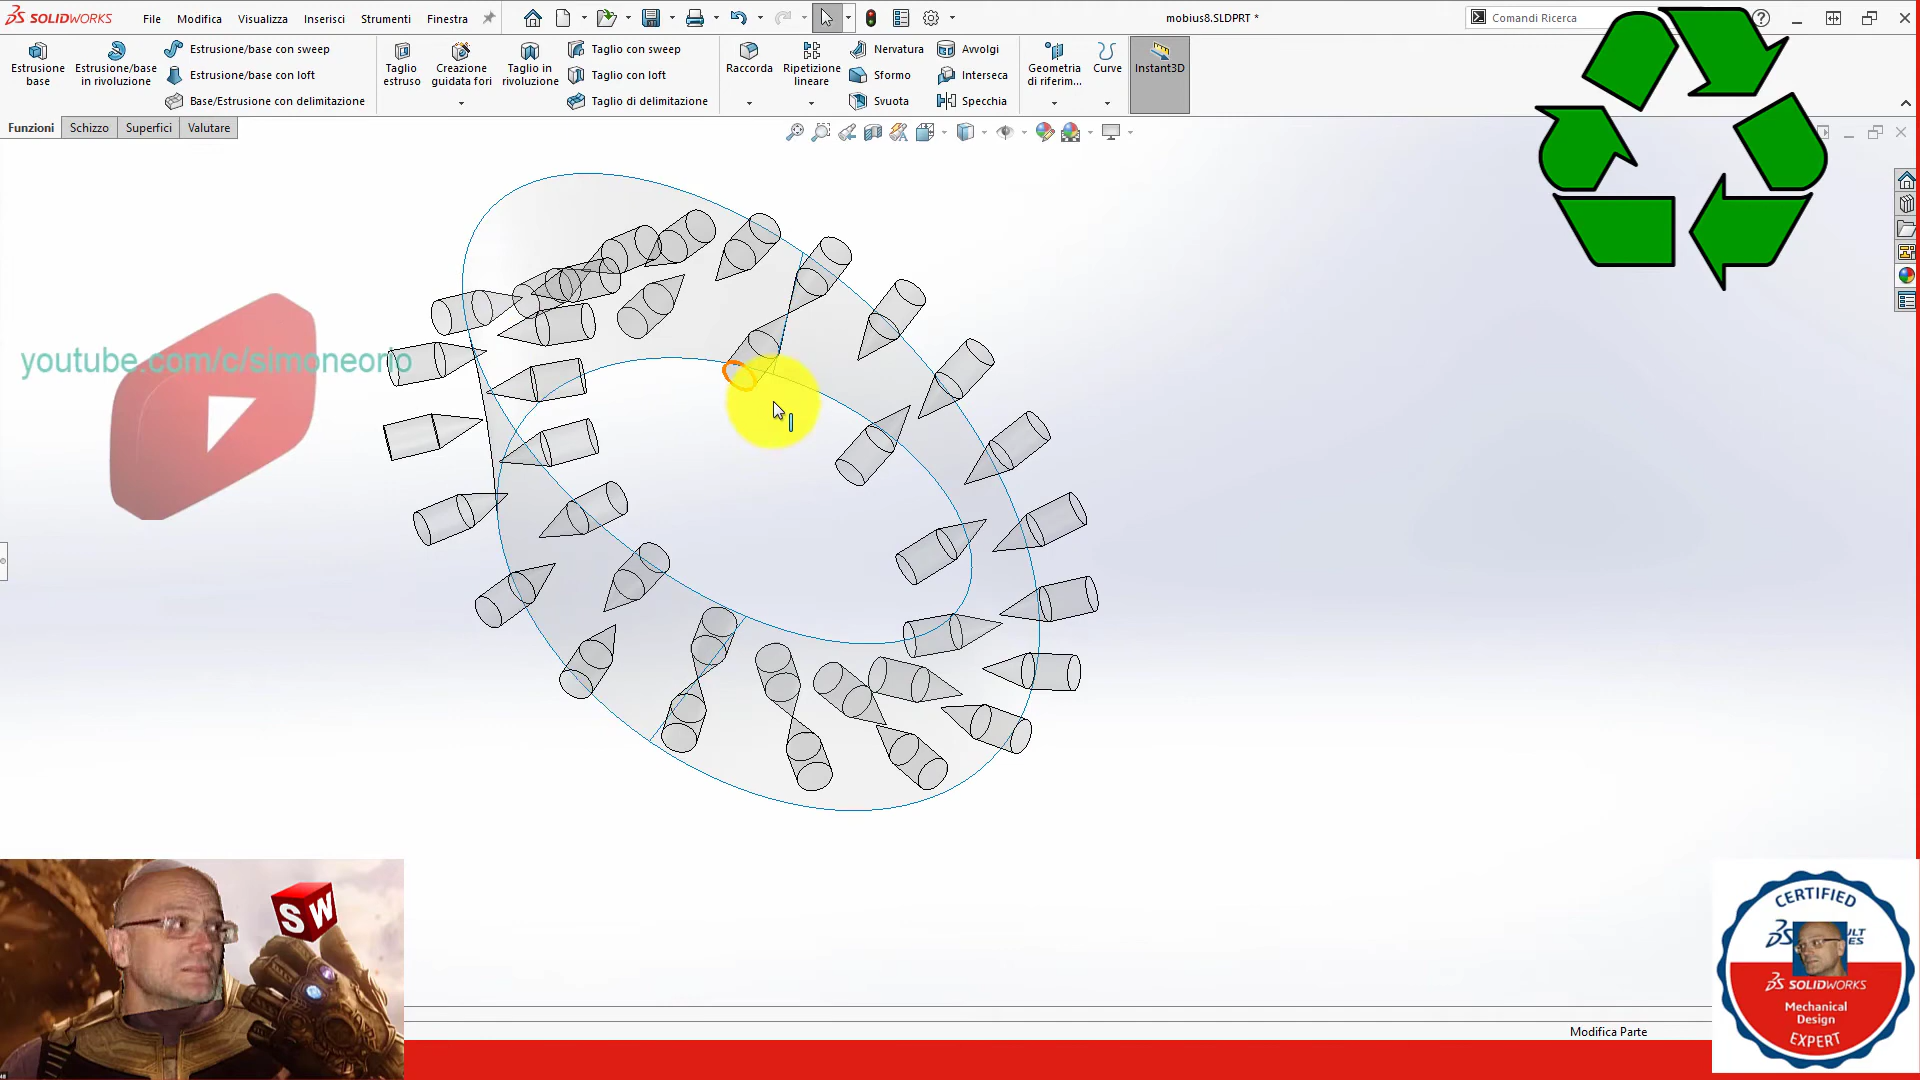 SOLIDWORKS
File
Modifica
Visualizza
Inserisci
Strumenti
Finestra
mobius8.SLDPRT *
Comandi Ricerca
Estrusione
base
Estrusione/base
in rivoluzione
Estrusione/base con sweep
Estrusione/base con loft
Base/Estrusione con delimitazione
Taglio
estruso
Creazione
guidata fori
Taglio in
rivoluzione
Taglio con sweep
Taglio con loft
Taglio di delimitazione
Raccorda
Ripetizione
lineare
Nervatura
Sformo
Svuota
Avvolgi
Interseca
Specchia
Geometria
di riferim...
Curve
Instant3D
Funzioni
Schizzo
Superfici
Valutare
youtube.com/c/simoneorio
SW
Modifica Parte
CERTIFIED
SOLIDWORKS
Mechanical
Design
EXPERT